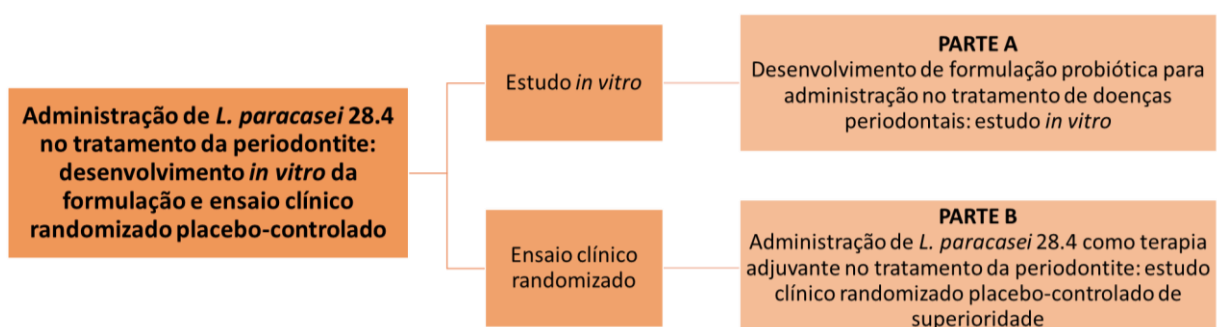 Administração de L. paracasei 28.4
no tratamento da periodontite:
desenvolvimento in vitro da
formulação e ensaio clínico
randomizado placebo-controlado
Estudo in vitro
PARTE A
Desenvolvimento de formulação probiótica para
administração no tratamento de doenças
periodontais: estudo in vitro
Ensaio clínico
randomizado
PARTE B
Administração de L. paracasei 28.4 como terapia
adjuvante no tratamento da periodontite: estudo
clínico randomizado placebo-controlado de
superioridade